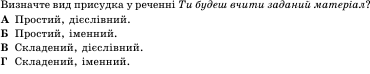 Визначте вид присудка у реченні Ти будеш вчити заданий матеріал?
А Простий, дієслівний.
Б Простий, іменний.
В Складений, дієслівний.
Г Складений, іменний.